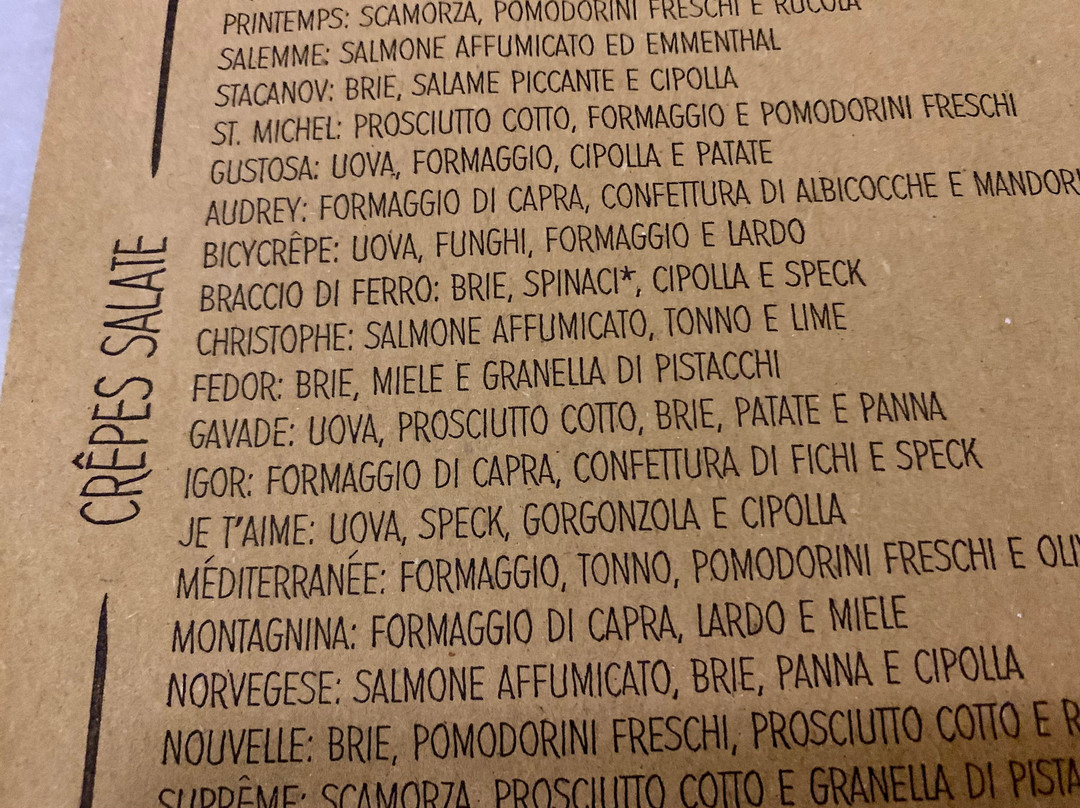 CRÊPES SALATE
PRINTEMPS: SCAMORZA, POMODORINI FRESCHI E RUCOLA
SALEMME: SALMONE AFFUMICATO ED EMMENTHAL
STACANOV: BRIE, SALAME PICCANTE E CIPOLLA
ST. MICHEL: PROSCIUTTO COTTO, FORMAGGIO E POMODORINI FRESCHI
GUSTOSA: UOVA, FORMAGGIO, CIPOLLA E PATATE
AUDREY: FORMAGGIO DI CAPRA, CONFETTURA DI ALBICOCCHE E MANDOR
BICYCRÊPE: UOVA, FUNGHI, FORMAGGIO E LARDO
BRACCIO DI FERRO: BRIE, SPINACI*, CIPOLLA E SPECK
CHRISTOPHE: SALMONE AFFUMICATO, TONNO E LIME
FEDOR: BRIE, MIELE E GRANELLA DI PISTACCHI
GAVADE: UOVA, PROSCIUTTO COTTO, BRIE, PATATE E PANNA
IGOR: FORMAGGIO DI CAPRA, CONFETTURA DI FICHI E SPECK
JE T'AIME: UOVA, SPECK, GORGONZOLA E CIPOLLA
MÉDITERRANÉE: FORMAGGIO, TONNO, POMODORINI FRESCHI E OLI
MONTAGNINA: FORMAGGIO DI CAPRA, LARDO E MIELE
NORVEGESE: SALMONE AFFUMICATO, BRIE, PANNA E CIPOLLA
NOUVELLE: BRIE, POMODORINI FRESCHI, PROSCIUTTO COTTO E R
SUPRÊME: SCAMORZA, PROSCIUTTO COTTO E GRANELLA DI PISTA